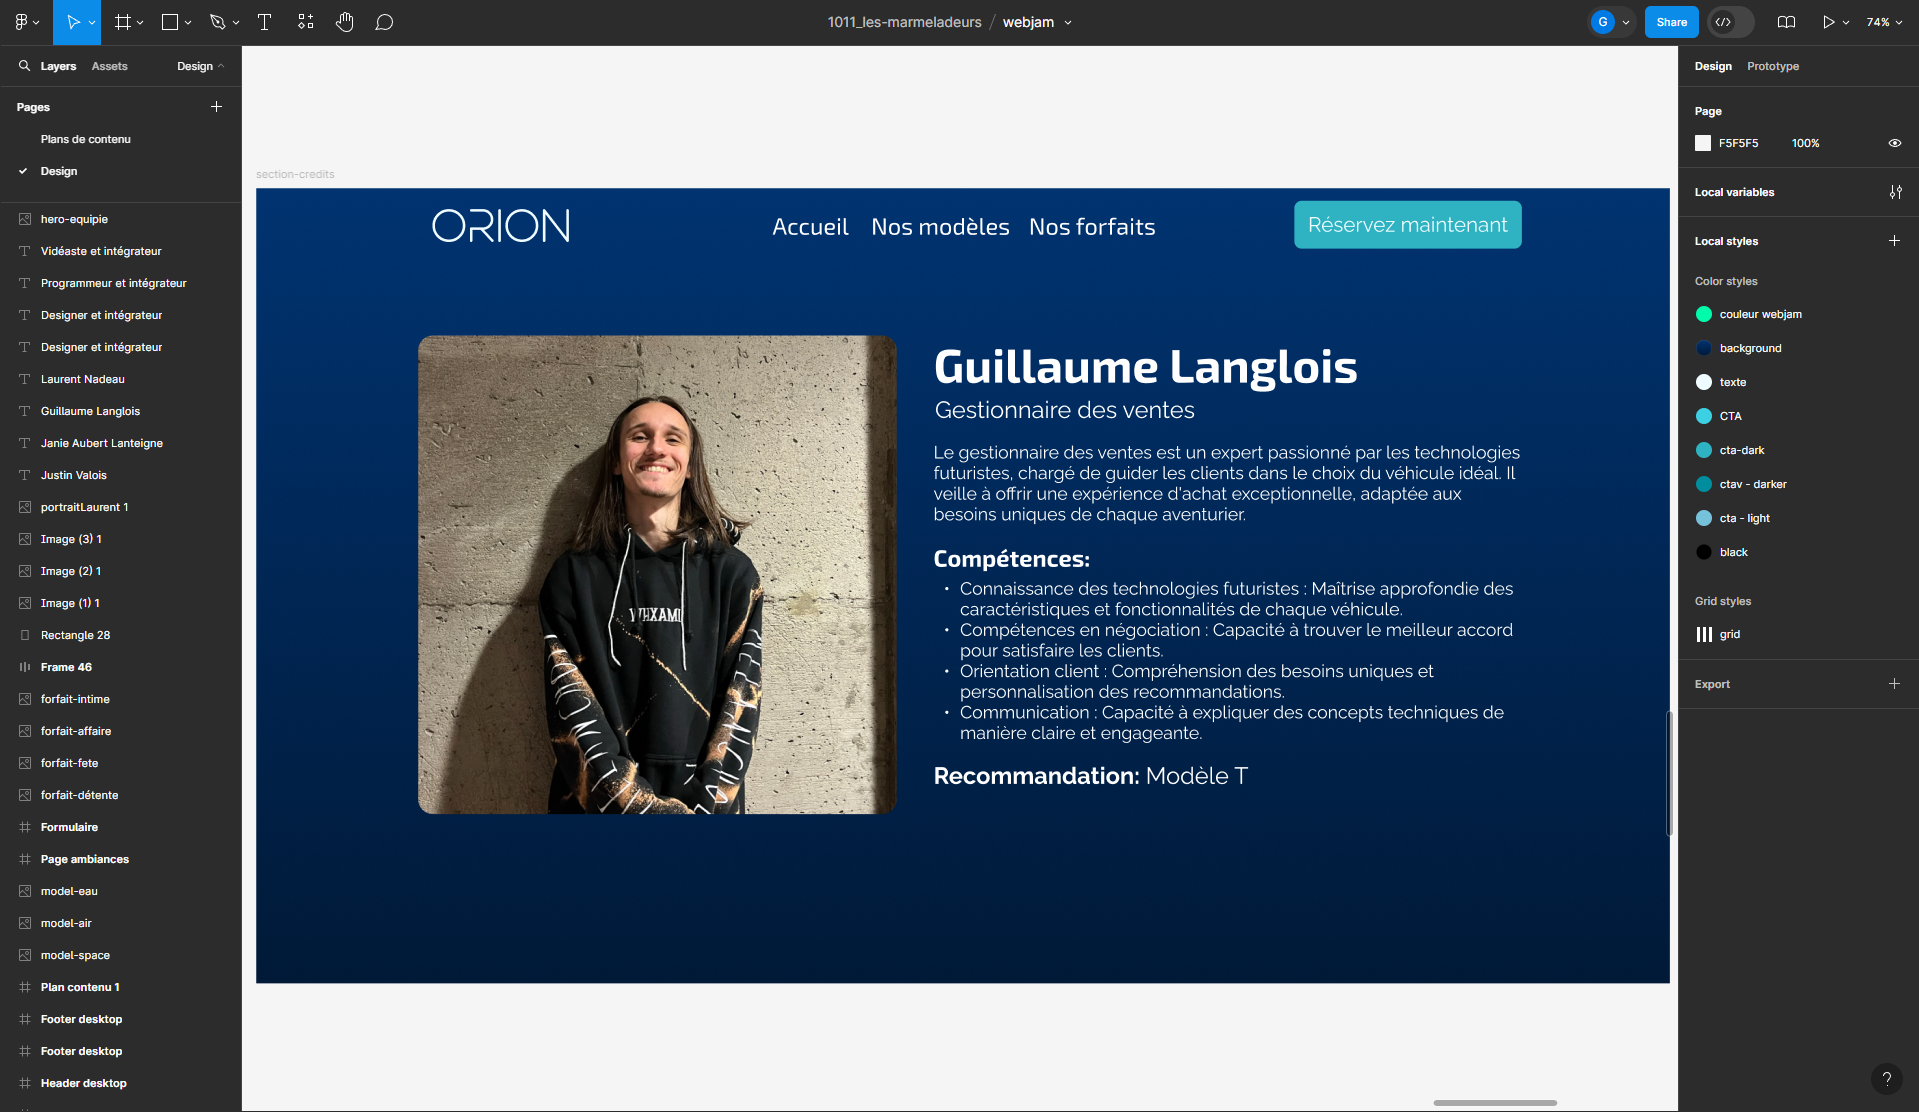 1011_les-marmeladeurs / webjam
G
Share
74%
Layers
Assets
Design
Pages
Plans de contenu
Design
hero-equipie
Vidéaste et intégrateur
Programmeur et intégrateur
Designer et intégrateur
Designer et intégrateur
Laurent Nadeau
Guillaume Langlois
Janie Aubert Lanteigne
Justin Valois
portraitLaurent 1
Image (3) 1
Image (2) 1
Image (1) 1
Rectangle 28
Frame 46
forfait-intime
forfait-affaire
forfait-fete
forfait-détente
Formulaire
Page ambiances
model-eau
model-air
model-space
Plan contenu 1
Footer desktop
Footer desktop
Header desktop
section-credits
ORION
Accueil
Nos modèles
Nos forfaits
Réservez maintenant
Guillaume Langlois
Gestionnaire des ventes
Le gestionnaire des ventes est un expert passionné par les technologies
futuristes, chargé de guider les clients dans le choix du véhicule idéal. Il
veille à offrir une expérience d'achat exceptionnelle, adaptée aux
besoins uniques de chaque aventurier.
Compétences:
• Connaissance des technologies futuristes : Maîtrise approfondie des
caractéristiques et fonctionnalités de chaque véhicule.
• Compétences en négociation : Capacité à trouver le meilleur accord
pour satisfaire les clients.
• Orientation client : Compréhension des besoins uniques et
personnalisation des recommandations.
• Communication : Capacité à expliquer des concepts techniques de
manière claire et engageante.
Recommandation: Modèle T
Design
Prototype
Page
F5F5F5
100%
Local variables
Local styles
Color styles
couleur webjam
background
texte
CTA
cta-dark
ctav - darker
cta - light
black
Grid styles
grid
Export
?